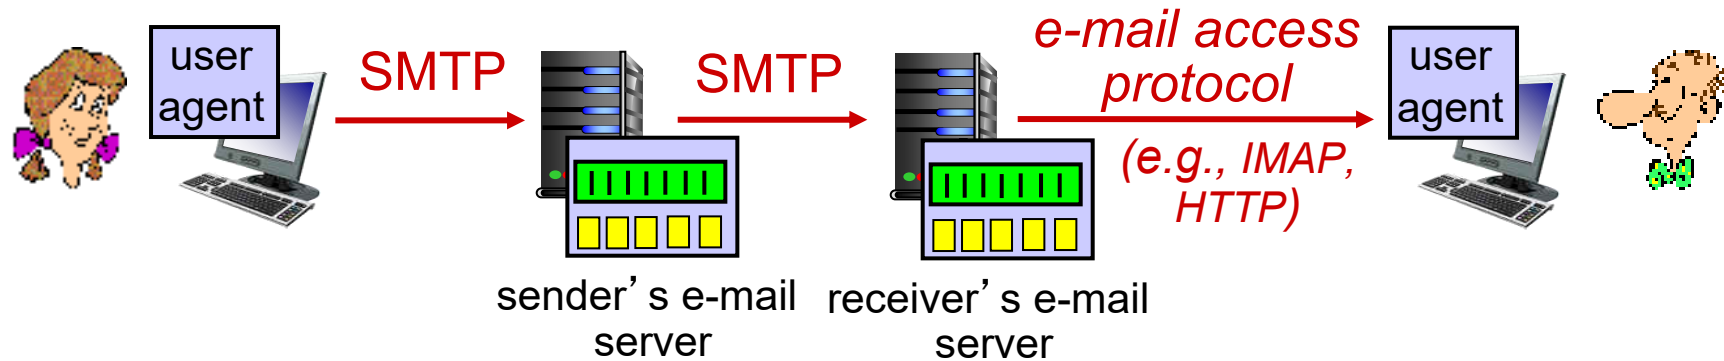 user
agent
SMTP
SMTP
e-mail access
protocol
(e.g., IMAP,
HTTP)
user
agent
sender’s e-mail
server
receiver’s e-mail
server